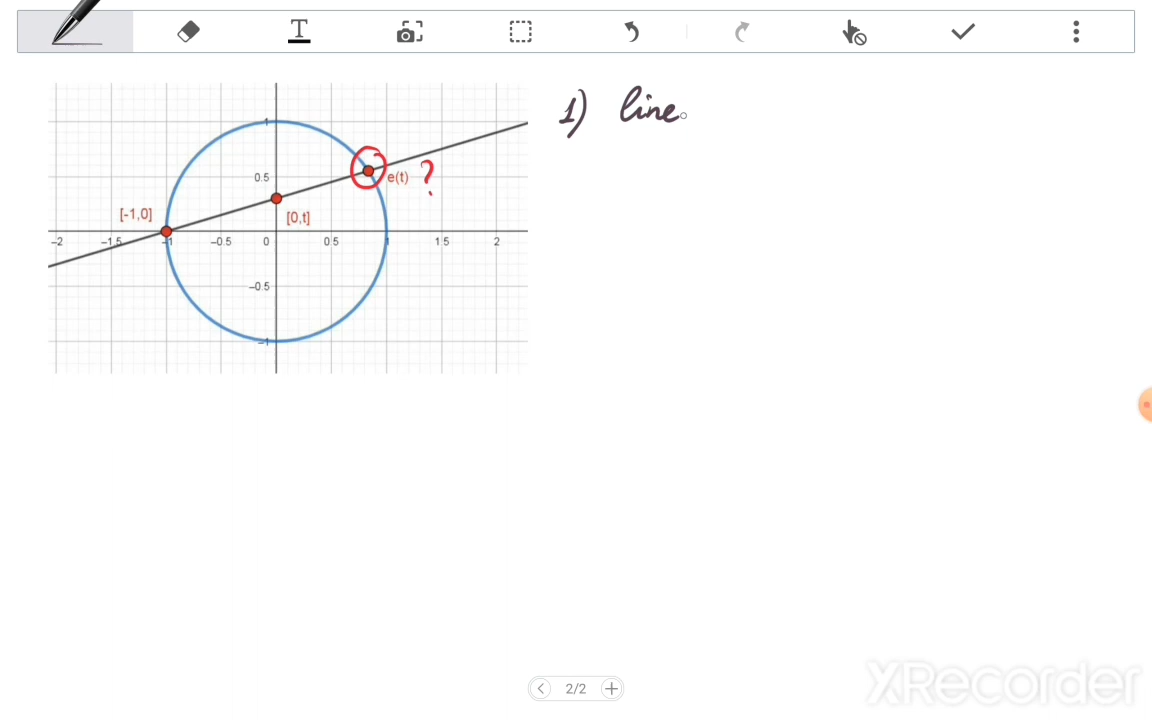 T
1) line
1
0.5
e(t) ?
[-1,0]
[0,t]
-2 -1.5 -1 -0.5 0 0.5 1 1.5 2
-0.5
-1
2/2
XRecorder